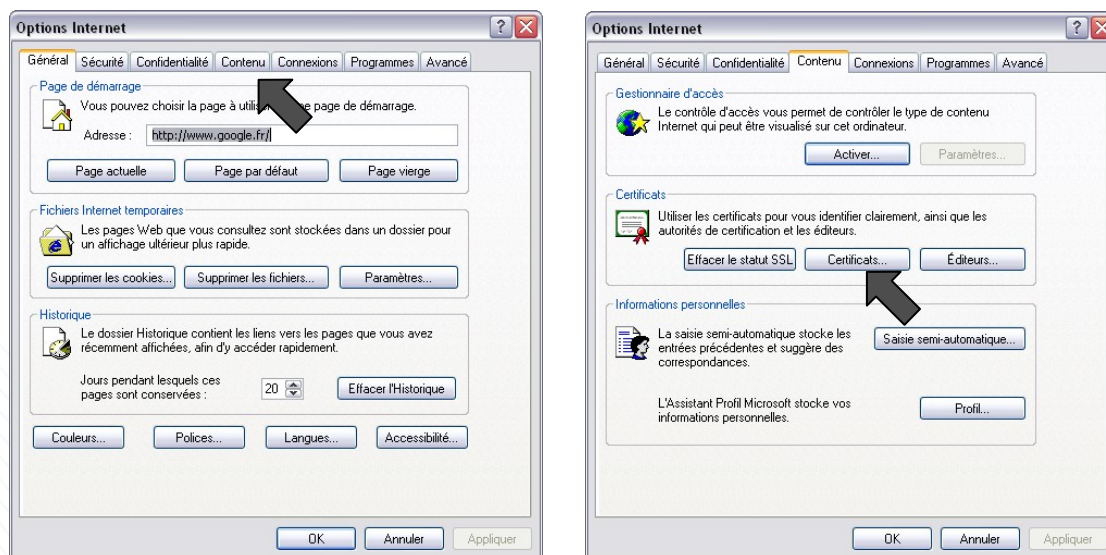 Options Internet
Général Sécurité Confidentialité Contenu Connexions Programmes Avancé
Page de démarrage
Vous pouvez choisir la page à page de démarrage.
Adresse : http://www.google.fr/
Page actuelle Page par défaut Page vierge
Fichiers Internet temporaires
Les pages Web que vous consultez sont stockées dans un dossier pour
un affichage ultérieur plus rapide.
Supprimer les cookies... Supprimer les fichiers... Paramètres...
Historique
Le dossier Historique contient les liens vers les pages que vous avez
récemment affichées, afin d'y accéder rapidement.
Jours pendant lesquels ces
pages sont conservées : 20 Effacer l'Historique
Couleurs... Polices... Langues... Accessibilité...
OK Annuler Appliquer
Options Internet
Général Sécurité Confidentialité Contenu Connexions Programmes Avancé
Gestionnaire d'accès
Le contrôle d'accès vous permet de contrôler le type de contenu
Internet qui peut être visualisé sur cet ordinateur.
Activer... Paramètres...
Certificats
Utiliser les certificats pour vous identifier clairement, ainsi que les
autorités de certification et les éditeurs.
Effacer le statut SSL Certificats... Éditeurs...
Informations personnelles
La saisie semi-automatique stocke les
entrées précédentes et suggère des
correspondances.
Saisie semi-automatique...
L'Assistant Profil Microsoft stocke vos
informations personnelles.
Profil...
OK Annuler Appliquer